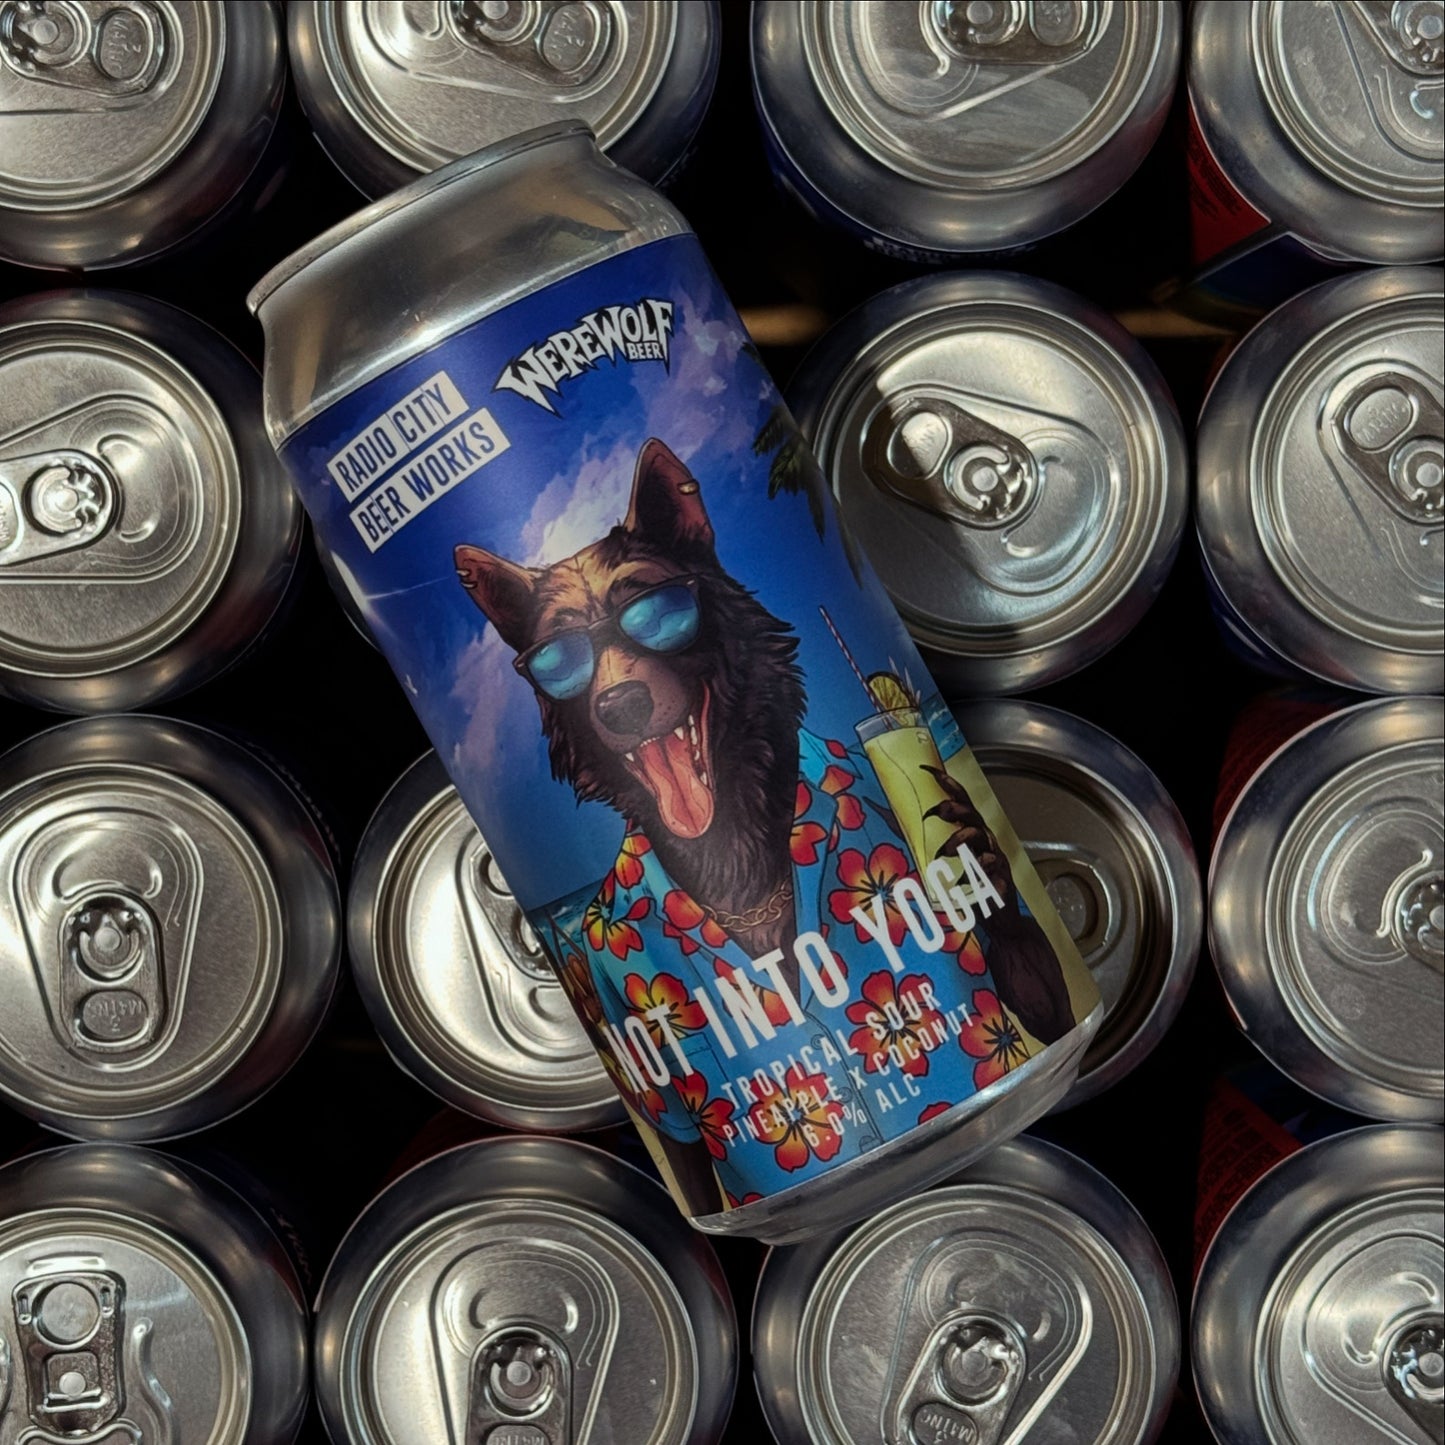 WEREWOLF
BEER
RADIO CITY
BEER WORKS
NOT INTO YOGA
TROPICAL SOUR
PINEAPPLE X COCONUT
6.0% ALC